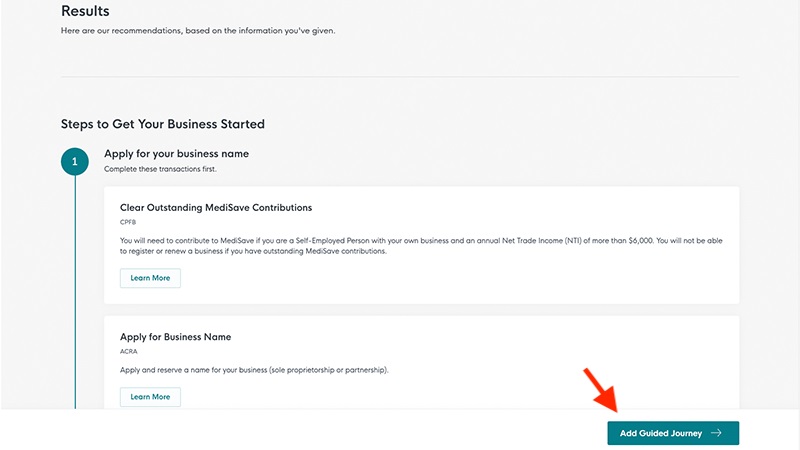 Results
Here are our recommendations, based on the information you've given.
Steps to Get Your Business Started
1
Apply for your business name
Complete these transactions first.
Clear Outstanding MediSave Contributions
CPFB
You will need to contribute to MediSave if you are a Self-Employed Person with your own business and an annual Net Trade Income (NTI) of more than $6,000. You will not be able
to register or renew a business if you have outstanding MediSave contributions.
Learn More
Apply for Business Name
ACRA
Apply and reserve a name for your business (sole proprietorship or partnership).
Learn More
Add Guided Journey